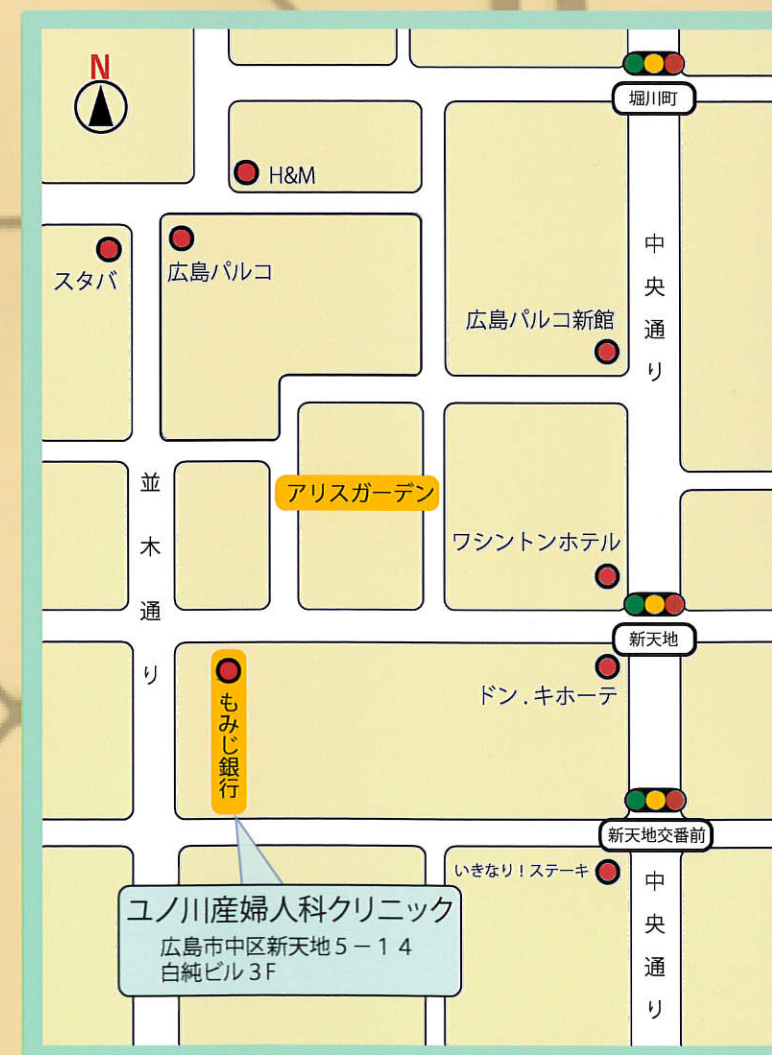 N
堀川町
H&M
スタバ
広島パルコ
中央通り
広島パルコ新館
並木通り
アリスガーデン
ワシントンホテル
新天地
ドン.キホーテ
もみじ銀行
新天地交番前
いきなり！ステーキ
中央通り
ユノ川産婦人科クリニック
広島市中区新天地５－１４
白純ビル３F